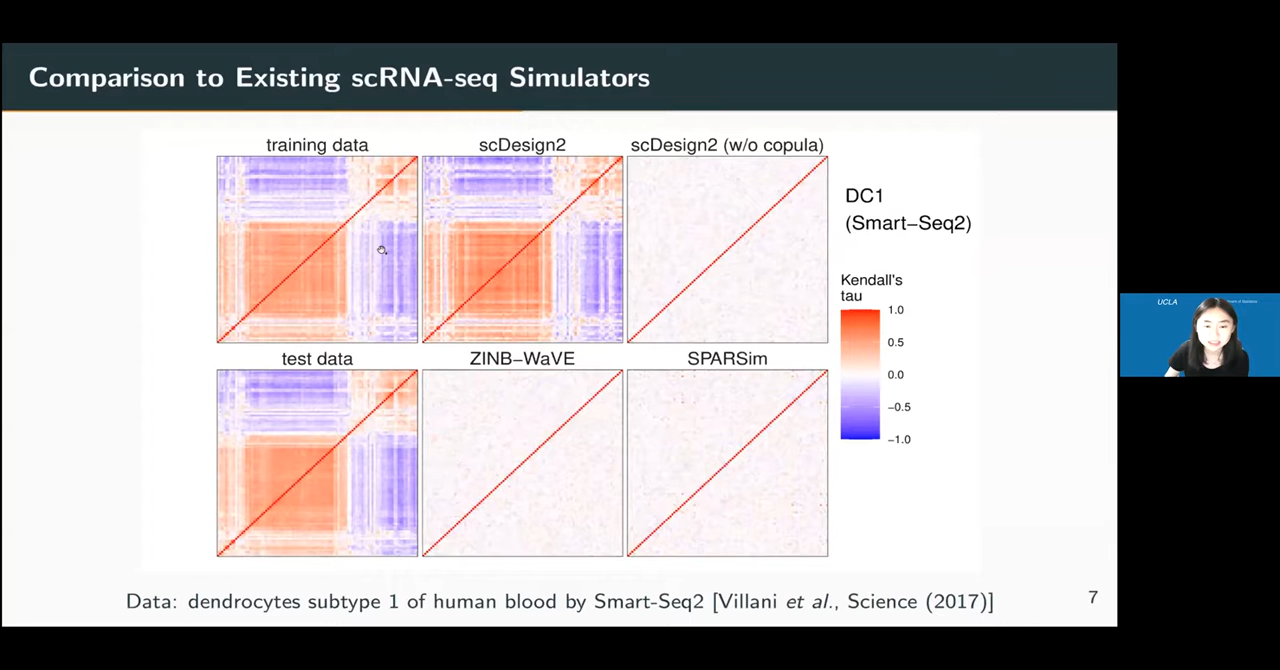 Comparison to Existing scRNA-seq Simulators
training data
scDesign2
scDesign2 (w/o copula)
DC1
(Smart−Seq2)
Kendall's
tau
1.0
0.5
0.0
−0.5
−1.0
test data
ZINB−WaVE
SPARSim
Data: dendrocytes subtype 1 of human blood by Smart-Seq2 [Villani et al., Science (2017)]
7
UCLA